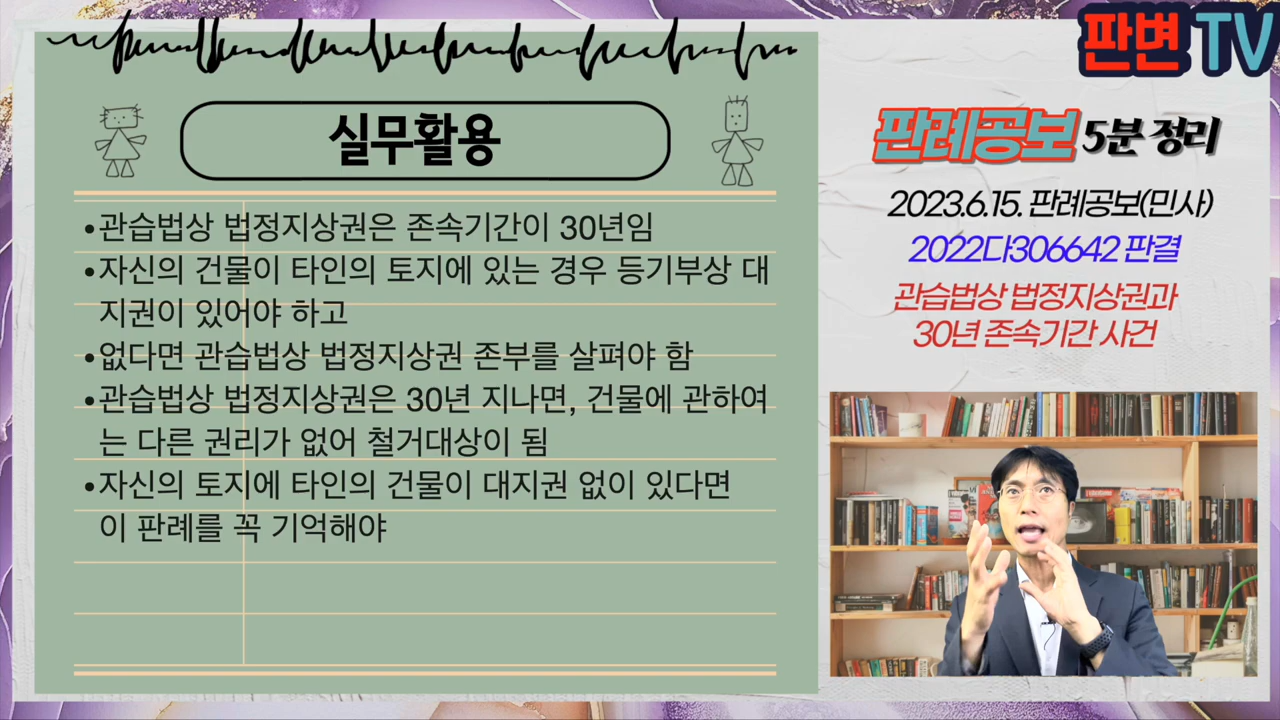 판변 TV
실무활용
•관습법상 법정지상권은 존속기간이 30년임
•자신의 건물이 타인의 토지에 있는 경우 등기부상 대
지권이 있어야 하고
•없다면 관습법상 법정지상권 존부를 살펴야 함
•관습법상 법정지상권은 30년 지나면, 건물에 관하여
는 다른 권리가 없어 철거대상이 됨
•자신의 토지에 타인의 건물이 대지권 없이 있다면
이 판례를 꼭 기억해야
판례공보 5분 정리
2023.6.15. 판례공보(민사)
2022다306642 판결
관습법상 법정지상권과
30년 존속기간 사건